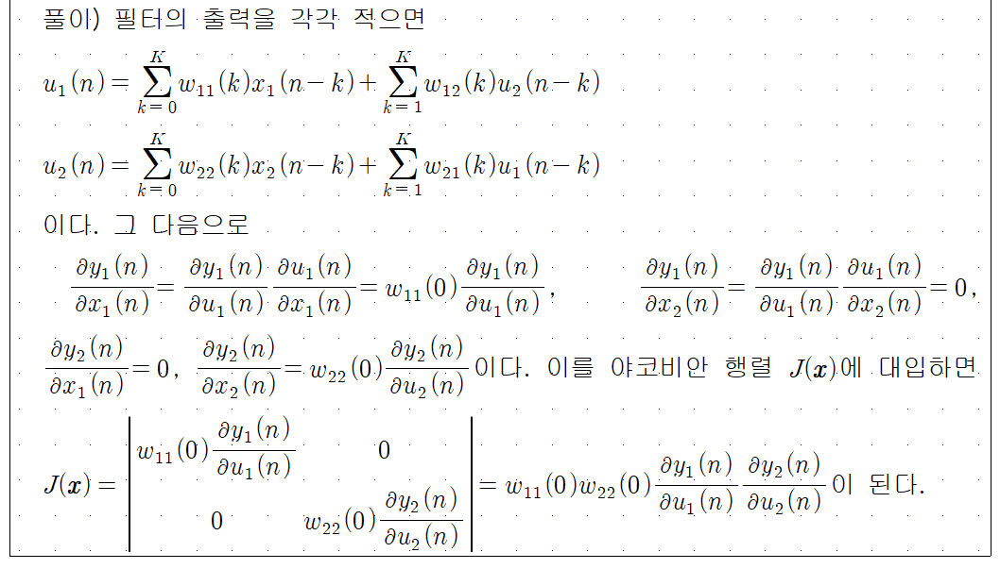 풀이) 필터의 출력을 각각 적으면
$u_1(n) = \sum_{k=0}^{K} w_{11}(k)x_1(n-k) + \sum_{k=1}^{K} w_{12}(k)u_2(n-k)$
$u_2(n) = \sum_{k=0}^{K} w_{22}(k)x_2(n-k) + \sum_{k=1}^{K} w_{21}(k)u_1(n-k)$
이다. 그 다음으로
$\frac{\partial y_1(n)}{\partial x_1(n)} = \frac{\partial y_1(n)}{\partial u_1(n)} \frac{\partial u_1(n)}{\partial x_1(n)} = w_{11}(0) \frac{\partial y_1(n)}{\partial u_1(n)}$, $\frac{\partial y_1(n)}{\partial x_2(n)} = \frac{\partial y_1(n)}{\partial u_1(n)} \frac{\partial u_1(n)}{\partial x_2(n)} = 0$,
$\frac{\partial y_2(n)}{\partial x_1(n)} = 0$, $\frac{\partial y_2(n)}{\partial x_2(n)} = w_{22}(0) \frac{\partial y_2(n)}{\partial u_2(n)}$ 이다. 이를 야코비안 행렬 $J(\boldsymbol{x})$에 대입하면
$J(\boldsymbol{x}) = \begin{vmatrix} w_{11}(0) \frac{\partial y_1(n)}{\partial u_1(n)} & 0 \\ 0 & w_{22}(0) \frac{\partial y_2(n)}{\partial u_2(n)} \end{vmatrix} = w_{11}(0)w_{22}(0) \frac{\partial y_1(n)}{\partial u_1(n)} \frac{\partial y_2(n)}{\partial u_2(n)}$ 이 된다.